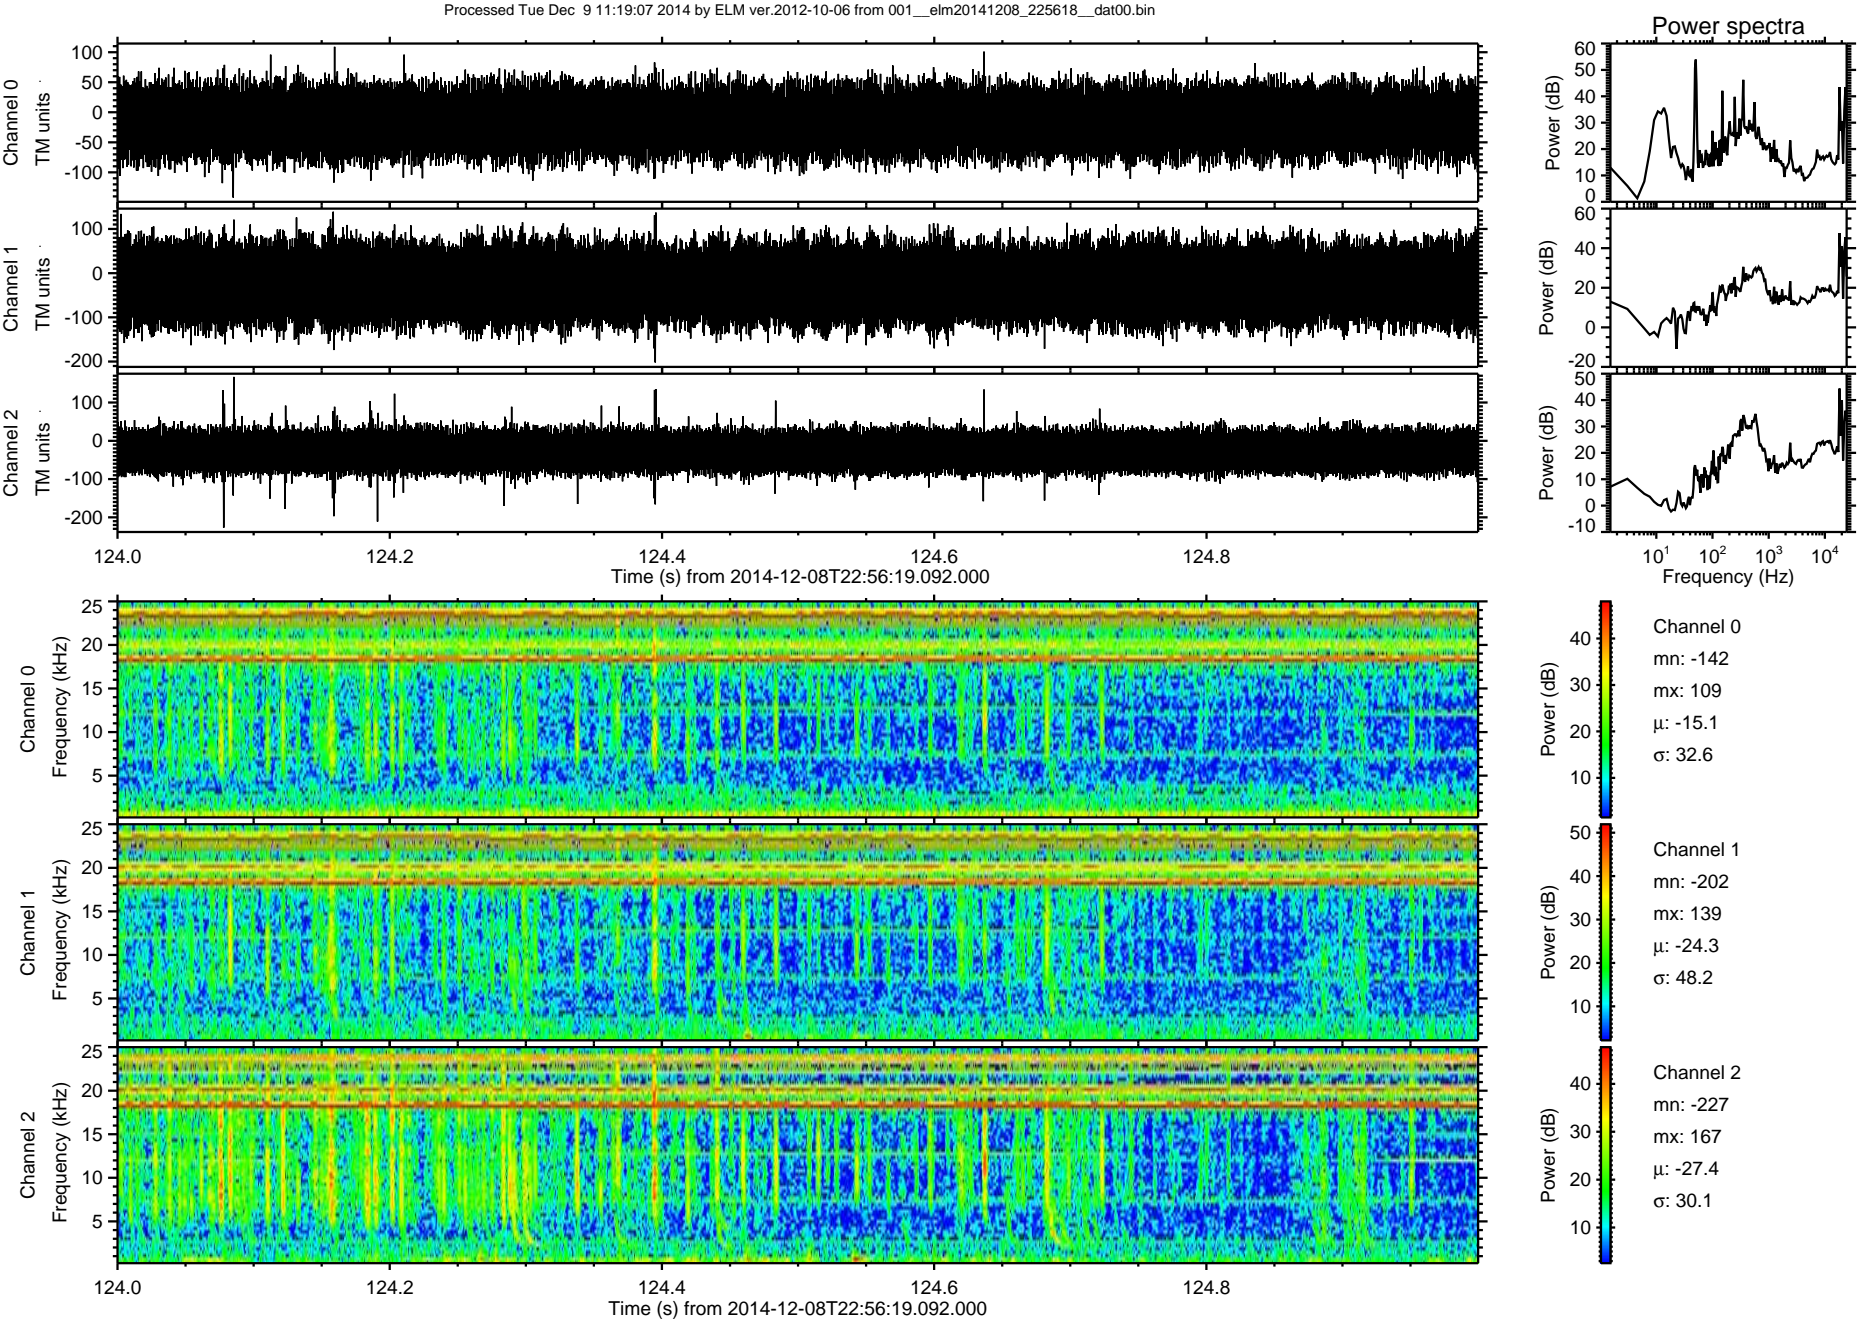 Processed Tue Dec  9 11:19:07 2014 by ELM ver.2012-10-06 from 001__elm20141208_225618__dat00.bin
Power spectra
Channel 0
TM units
100
50
0
-50
-100
Power (dB)
60
50
40
30
20
10
0
Channel 1
TM units
100
0
-100
-200
Power (dB)
60
40
20
0
-20
Channel 2
TM units
100
0
-100
-200
Power (dB)
50
40
30
20
10
0
-10
124.0 124.2 124.4 124.6 124.8
Time (s) from 2014-12-08T22:56:19.092.000
10¹ 10² 10³ 10⁴
Frequency (Hz)
Channel 0
Frequency (kHz)
25
20
15
10
5
Power (dB)
40
30
20
10
Channel 0
mn: -142
mx: 109
μ: -15.1
σ: 32.6
Channel 1
Frequency (kHz)
25
20
15
10
5
Power (dB)
50
40
30
20
10
Channel 1
mn: -202
mx: 139
μ: -24.3
σ: 48.2
Channel 2
Frequency (kHz)
25
20
15
10
5
Power (dB)
40
30
20
10
Channel 2
mn: -227
mx: 167
μ: -27.4
σ: 30.1
124.0 124.2 124.4 124.6 124.8
Time (s) from 2014-12-08T22:56:19.092.000